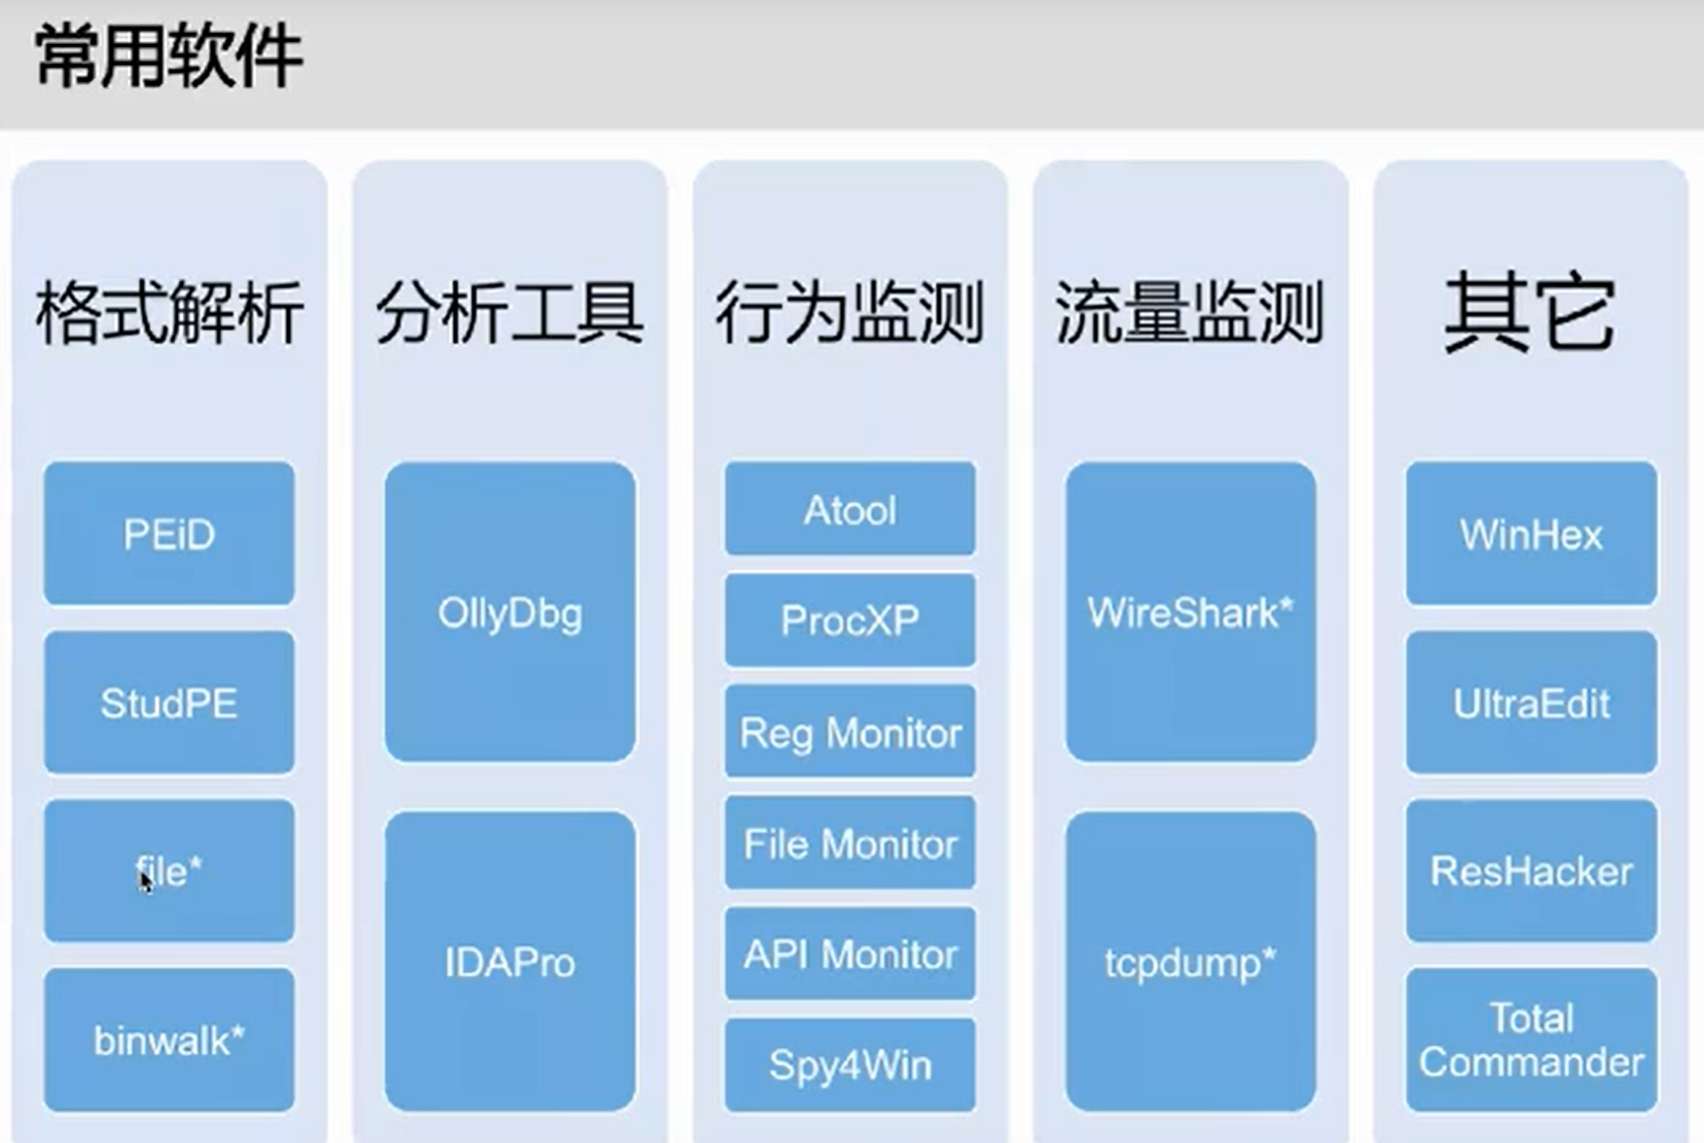 常用软件
格式解析
PEiD
StudPE
file*
binwalk*
分析工具
OllyDbg
IDAPro
行为监测
Atool
ProcXP
Reg Monitor
File Monitor
API Monitor
Spy4Win
流量监测
WireShark*
tcpdump*
其它
WinHex
UltraEdit
ResHacker
Total
Commander